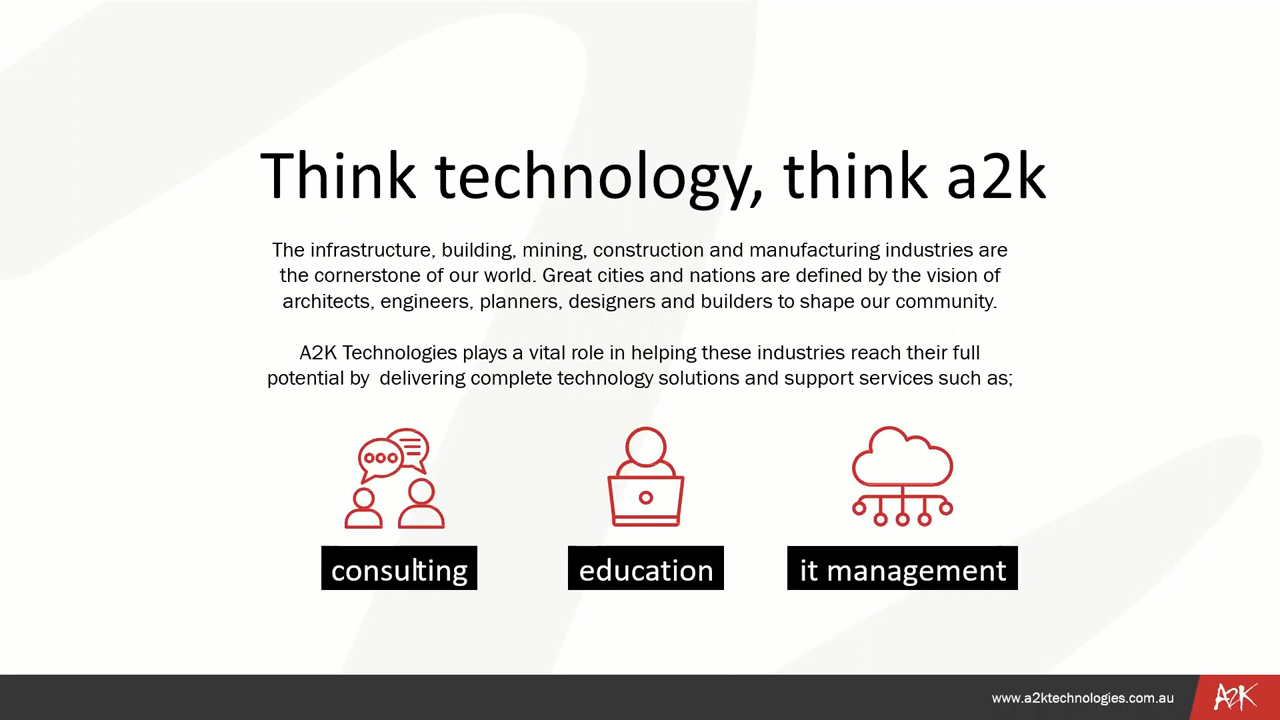 Think technology, think a2k
The infrastructure, building, mining, construction and manufacturing industries are
the cornerstone of our world. Great cities and nations are defined by the vision of
architects, engineers, planners, designers and builders to shape our community.
A2K Technologies plays a vital role in helping these industries reach their full
potential by  delivering complete technology solutions and support services such as;
consulting
education
it management
www.a2ktechnologies.com.au
A2K